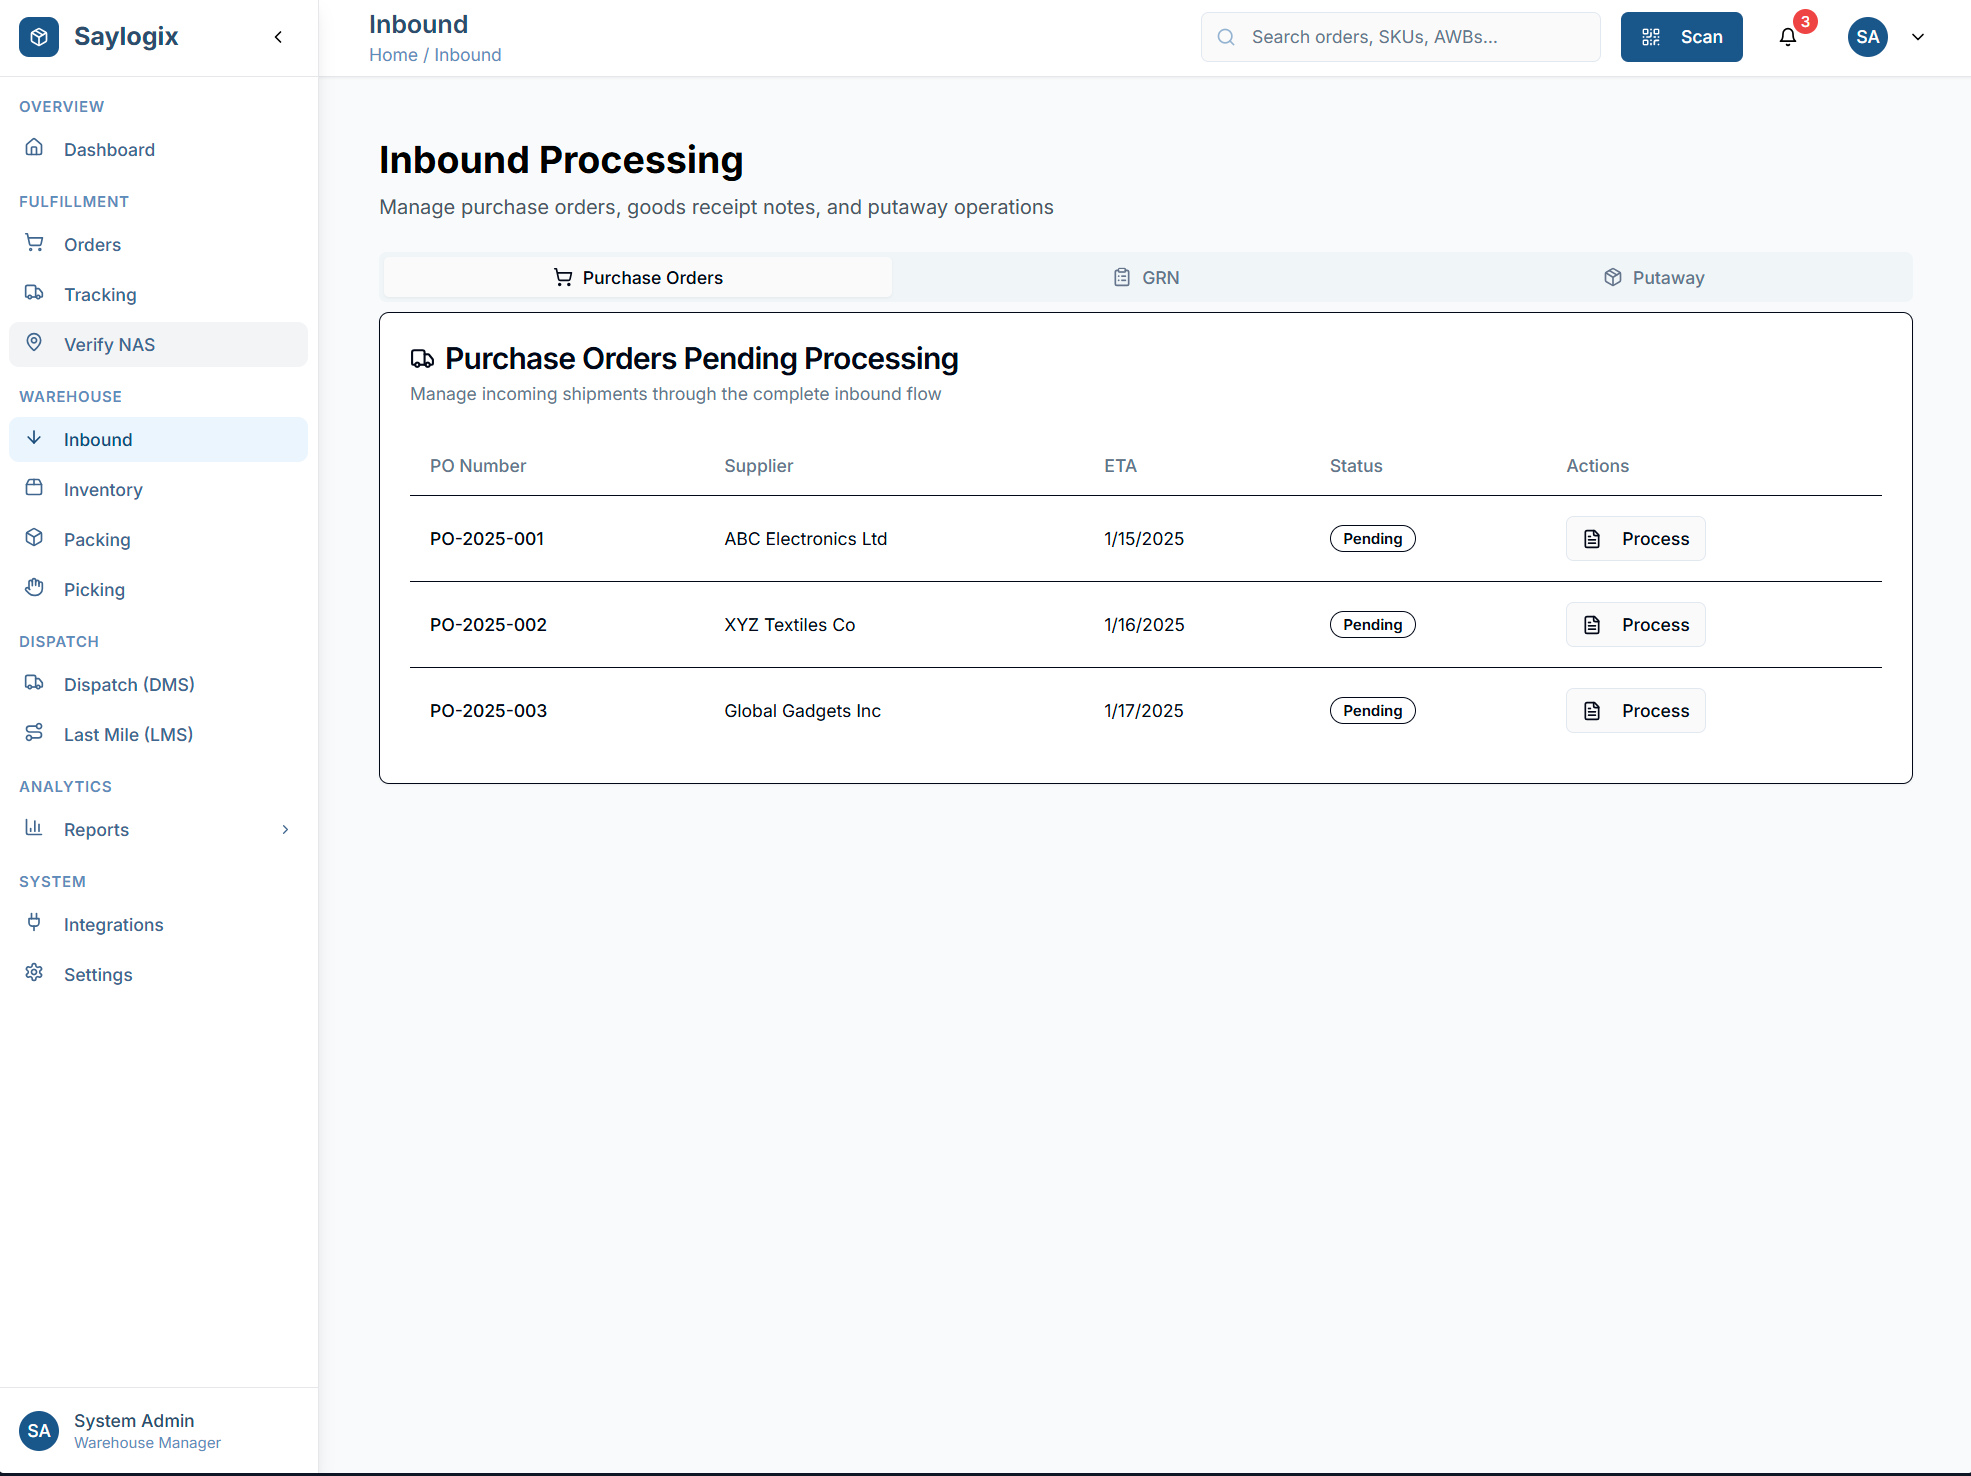 Saylogix
OVERVIEW
Dashboard
FULFILLMENT
Orders
Tracking
Verify NAS
WAREHOUSE
Inbound
Inventory
Packing
Picking
DISPATCH
Dispatch (DMS)
Last Mile (LMS)
ANALYTICS
Reports
SYSTEM
Integrations
Settings
SA
System Admin
Warehouse Manager
Inbound
Home / Inbound
Search orders, SKUs, AWBs...
Scan
3
SA
Inbound Processing
Manage purchase orders, goods receipt notes, and putaway operations
Purchase Orders GRN Putaway
Purchase Orders Pending Processing
Manage incoming shipments through the complete inbound flow
PO Number Supplier ETA Status Actions
PO-2025-001 ABC Electronics Ltd 1/15/2025 Pending Process
PO-2025-002 XYZ Textiles Co 1/16/2025 Pending Process
PO-2025-003 Global Gadgets Inc 1/17/2025 Pending Process